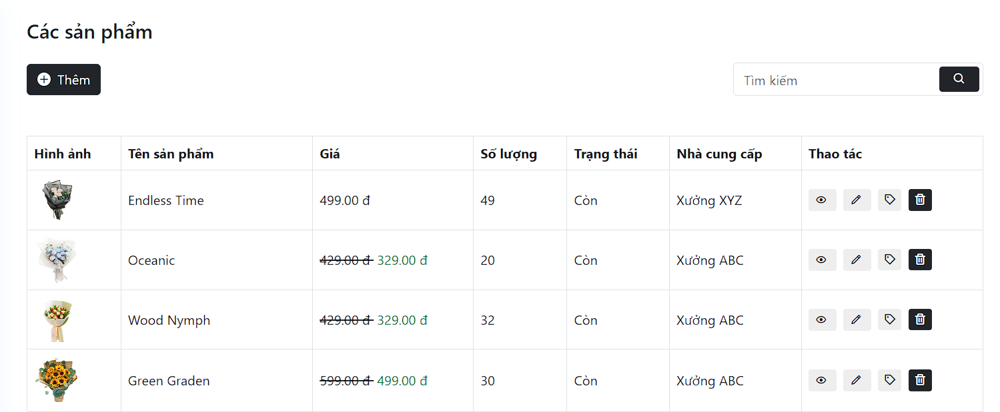 Các sản phẩm
Thêm
Tìm kiếm
Hình ảnh Tên sản phẩm Giá Số lượng Trạng thái Nhà cung cấp Thao tác
Endless Time 499.00 đ 49 Còn Xưởng XYZ
Oceanic 429.00 đ 329.00 đ 20 Còn Xưởng ABC
Wood Nymph 429.00 đ 329.00 đ 32 Còn Xưởng ABC
Green Graden 599.00 đ 499.00 đ 30 Còn Xưởng ABC